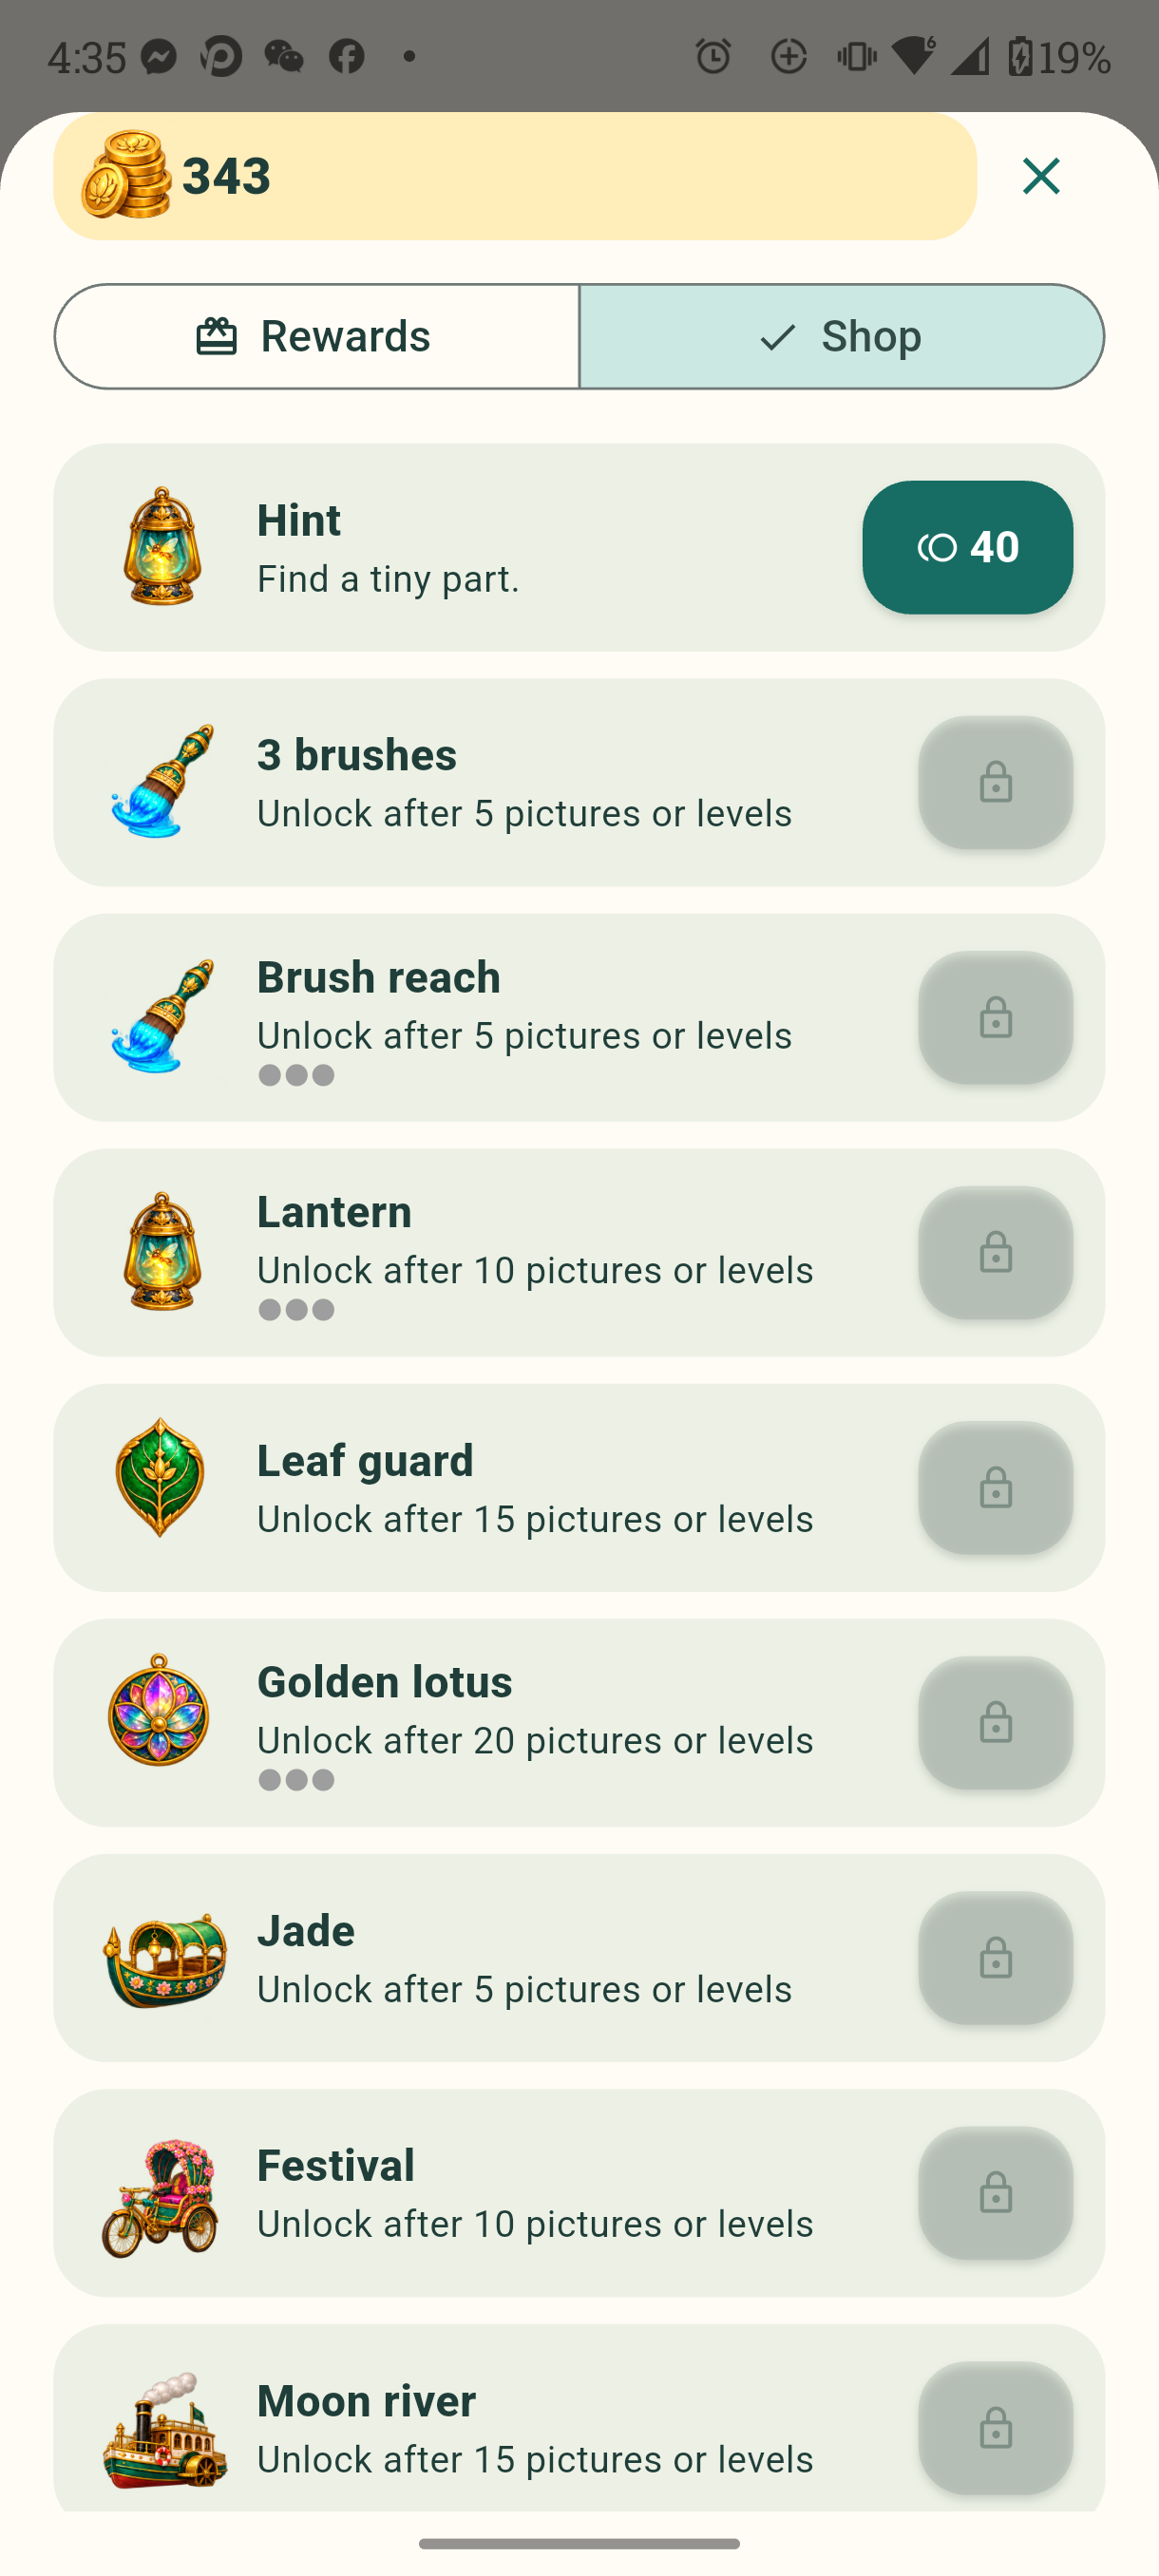 4:35
19%
343
Rewards
Shop
Hint
Find a tiny part.
40
3 brushes
Unlock after 5 pictures or levels
Brush reach
Unlock after 5 pictures or levels
Lantern
Unlock after 10 pictures or levels
Leaf guard
Unlock after 15 pictures or levels
Golden lotus
Unlock after 20 pictures or levels
Jade
Unlock after 5 pictures or levels
Festival
Unlock after 10 pictures or levels
Moon river
Unlock after 15 pictures or levels